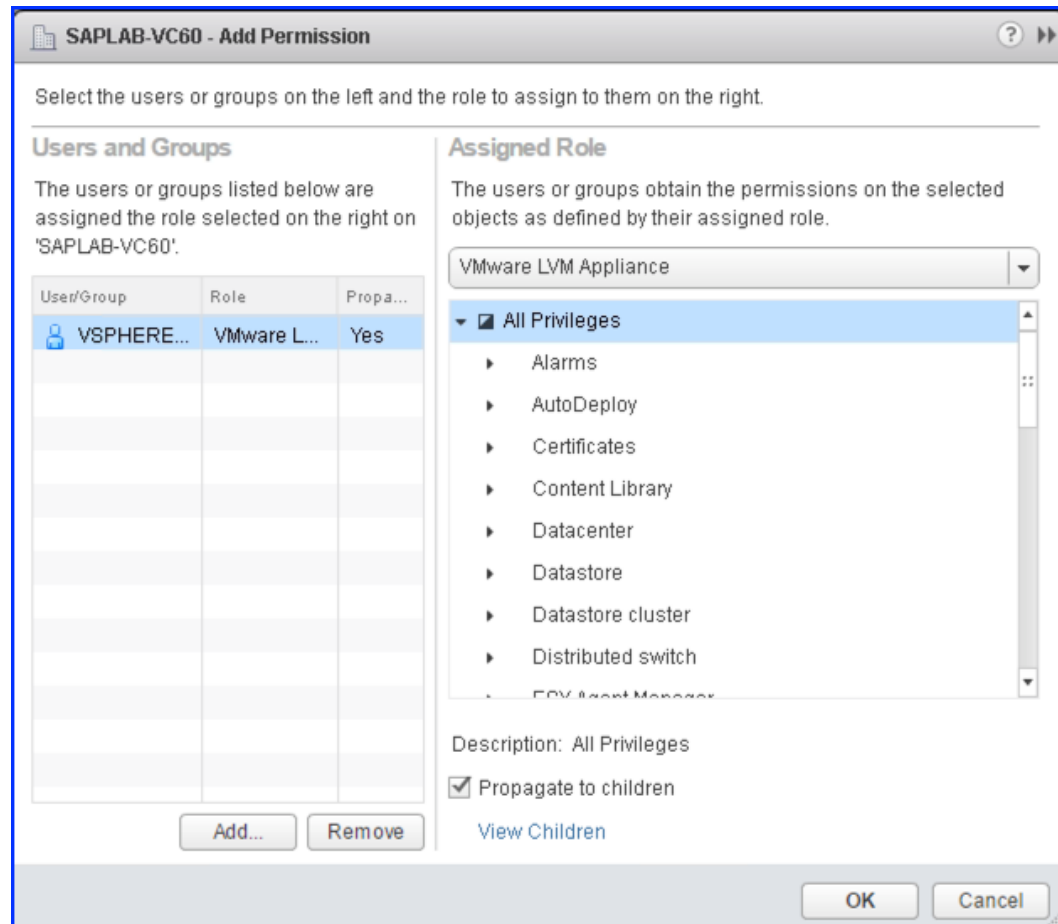 SAPLAB-VC60 - Add Permission
?
Select the users or groups on the left and the role to assign to them on the right.
Users and Groups
The users or groups listed below are
assigned the role selected on the right on
'SAPLAB-VC60'.
User/Group Role Propa...
VSPHERE... VMware L... Yes
Add... Remove
Assigned Role
The users or groups obtain the permissions on the selected
objects as defined by their assigned role.
VMware LVM Appliance
All Privileges
Alarms
AutoDeploy
Certificates
Content Library
Datacenter
Datastore
Datastore cluster
Distributed switch
ESX Agent Manager
Description: All Privileges
Propagate to children
View Children
OK Cancel